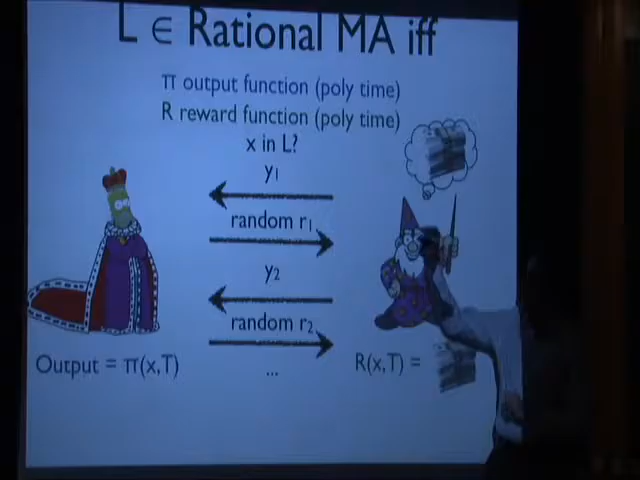 L ∈ Rational MA iff
π output function (poly time)
R reward function (poly time)
x in L?
y1
random r1
y2
random r2
Output = π(x,T)
...
R(x,T) =